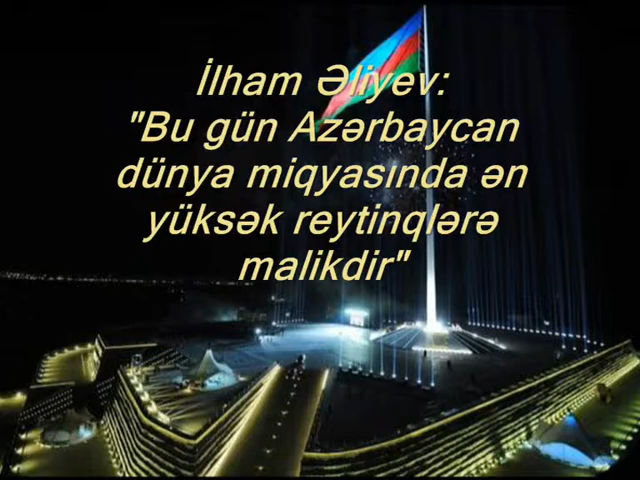 İlham Əliyev:
"Bu gün Azərbaycan
dünya miqyasında ən
yüksək reytinqlərə
malikdir"